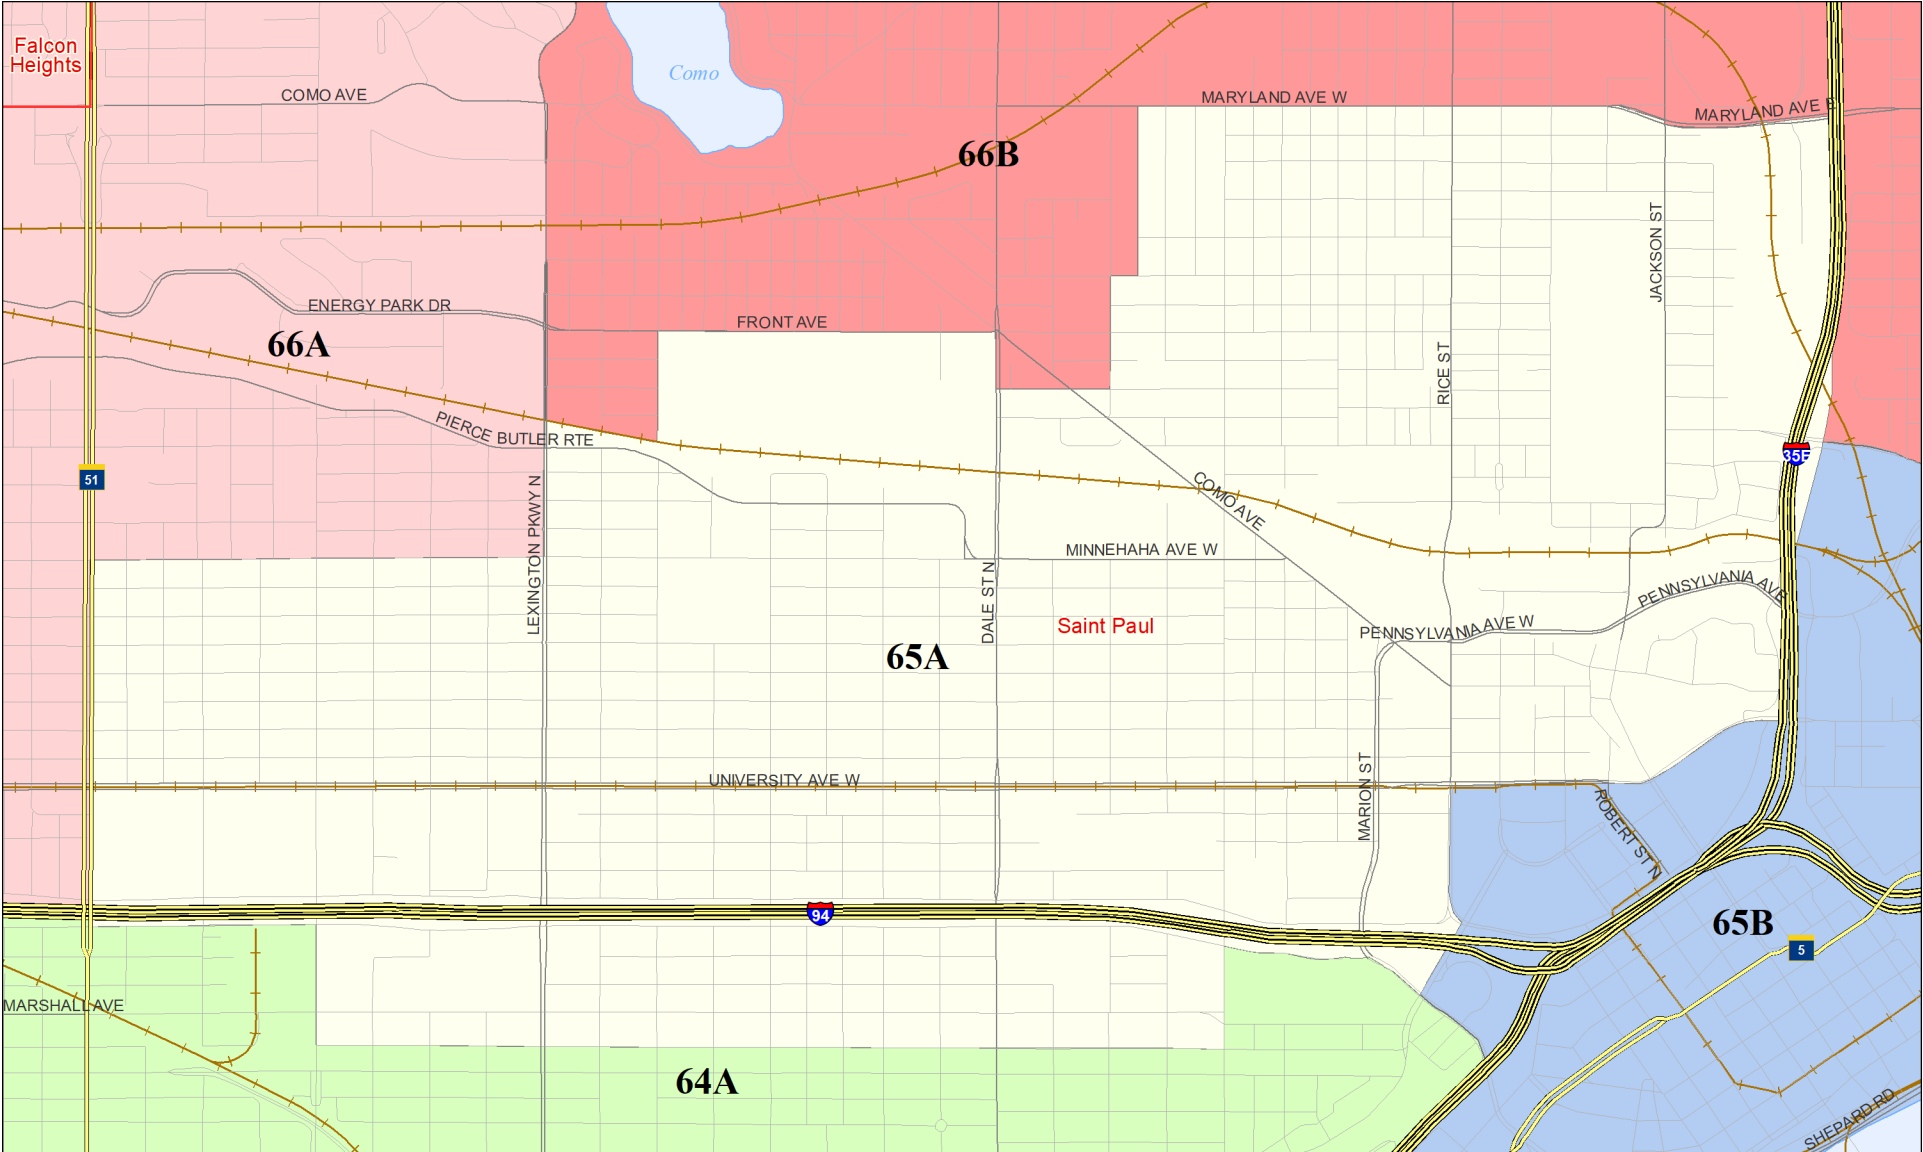 Falcon
Heights
Como
COMO AVE
MARYLAND AVE W
MARYLAND AVE E
66B
JACKSON ST
ENERGY PARK DR
FRONT AVE
66A
RICE ST
PIERCE BUTLER RTE
35E
51
COMO AVE
LEXINGTON PKWY N
MINNEHAHA AVE W
DALE ST N
PENNSYLVANIA AVE
Saint Paul
PENNSYLVANIA AVE W
65A
UNIVERSITY AVE W
MARION ST
ROBERT ST N
94
65B
5
MARSHALL AVE
64A
SHEPARD RD